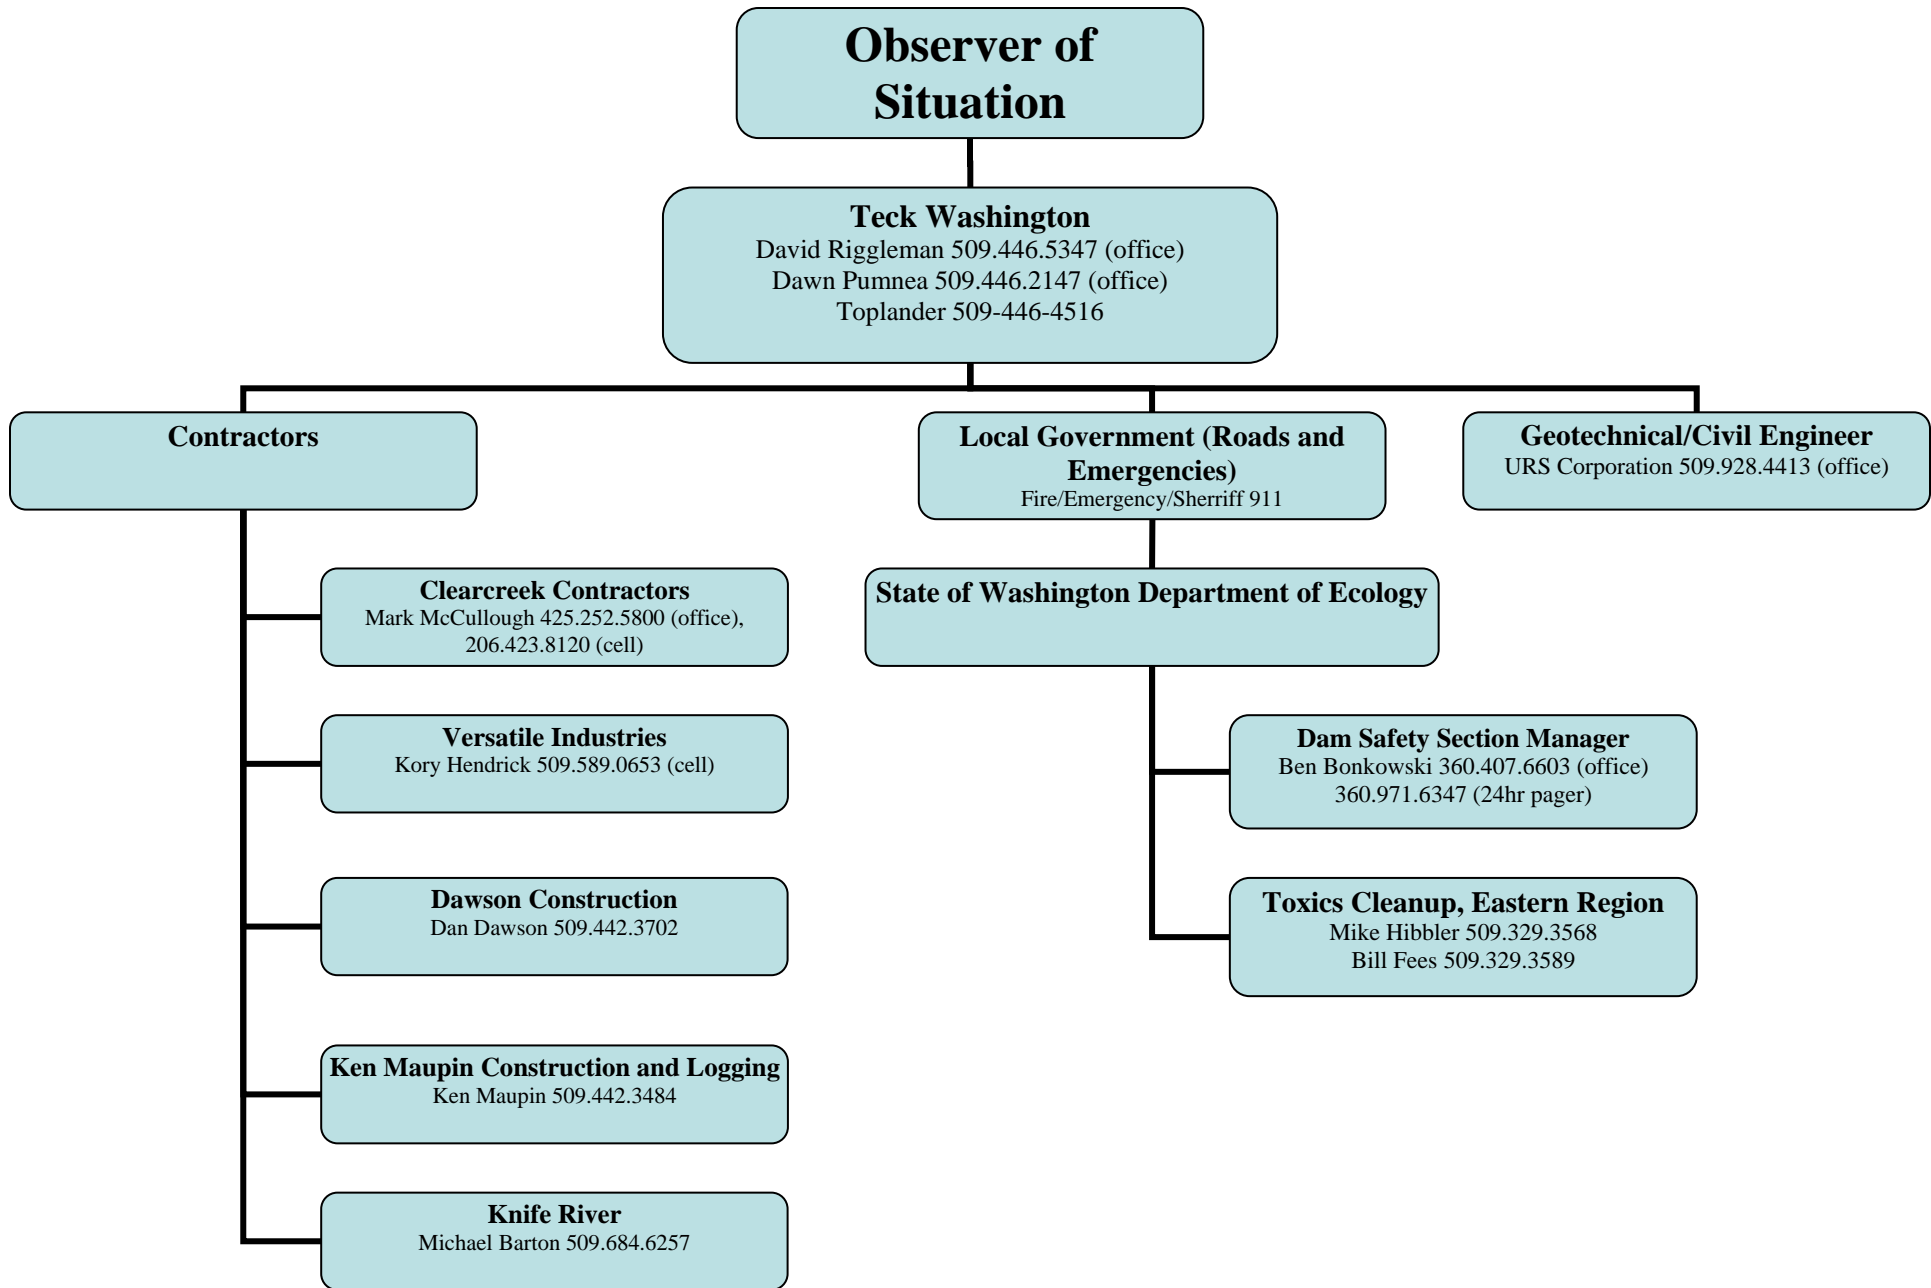 Observer of
Situation
Teck Washington
David Riggleman 509.446.5347 (office)
Dawn Pumnea 509.446.2147 (office)
Toplander 509-446-4516
Contractors
Clearcreek Contractors
Mark McCullough 425.252.5800 (office),
206.423.8120 (cell)
Versatile Industries
Kory Hendrick 509.589.0653 (cell)
Dawson Construction
Dan Dawson 509.442.3702
Ken Maupin Construction and Logging
Ken Maupin 509.442.3484
Knife River
Michael Barton 509.684.6257
Local Government (Roads and
Emergencies)
Fire/Emergency/Sherriff 911
State of Washington Department of Ecology
Dam Safety Section Manager
Ben Bonkowski 360.407.6603 (office)
360.971.6347 (24hr pager)
Toxics Cleanup, Eastern Region
Mike Hibbler 509.329.3568
Bill Fees 509.329.3589
Geotechnical/Civil Engineer
URS Corporation 509.928.4413 (office)